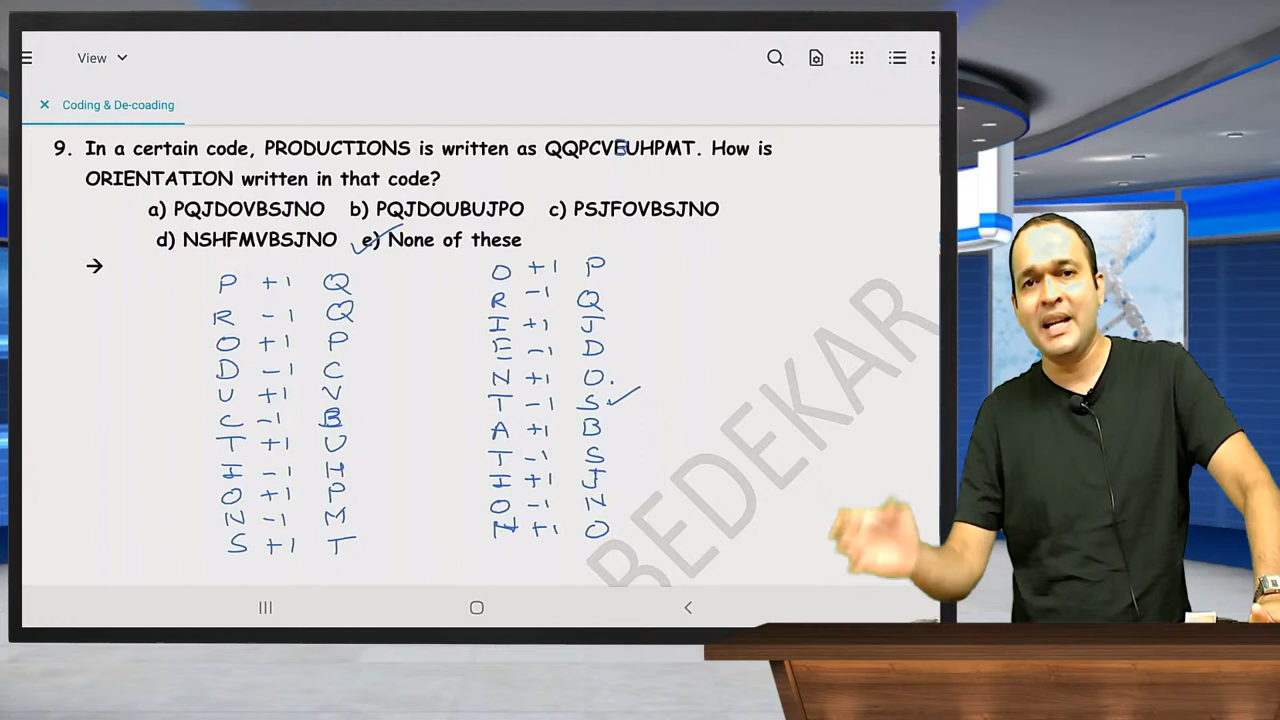 View
Coding & De-coading
9. In a certain code, PRODUCTIONS is written as QQPCVBUHPMT. How is
ORIENTATION written in that code?
a) PQJDOVBSJNO b) PQJDOUBUJPO c) PSJFOVBSJNO
d) NSHFMVBSJNO e) None of these
→
P +1 Q
R -1 Q
O +1 P
D -1 C
U +1 V
C -1 B
T +1 U
I -1 H
O +1 P
N -1 M
S +1 T
O +1 P
R -1 Q
I +1 J
E -1 D
N +1 O.
T -1 S
A +1 B
T -1 S
I +1 J
O -1 N
N +1 O
BEDEKAR